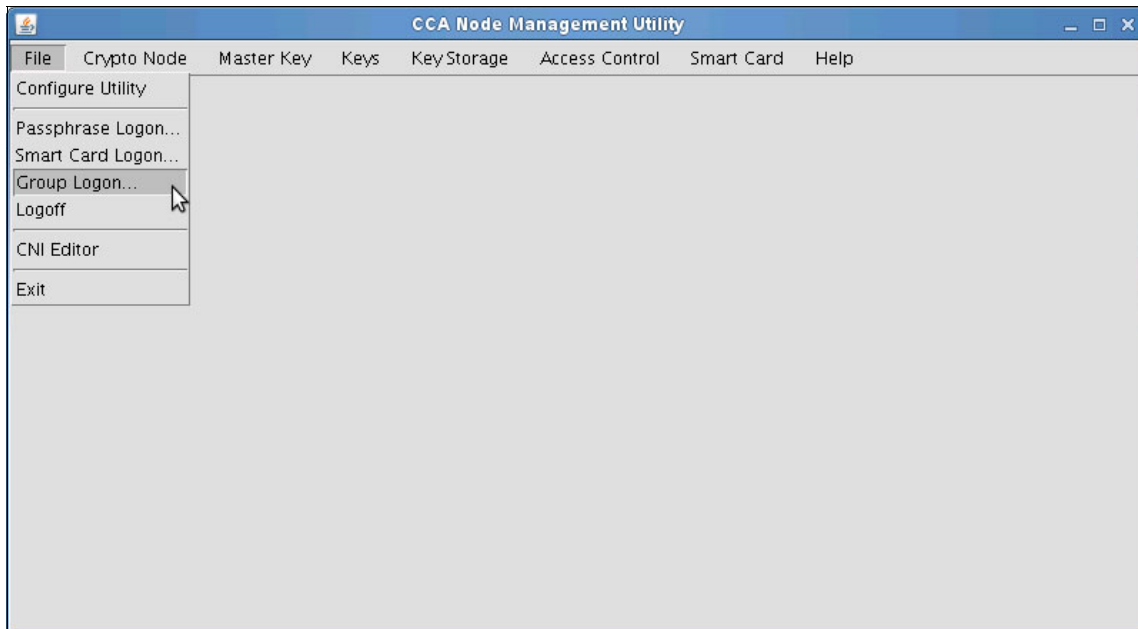 CCA Node Management Utility
File Crypto Node Master Key Keys Key Storage Access Control Smart Card Help
Configure Utility
Passphrase Logon...
Smart Card Logon...
Group Logon...
Logoff
CNI Editor
Exit